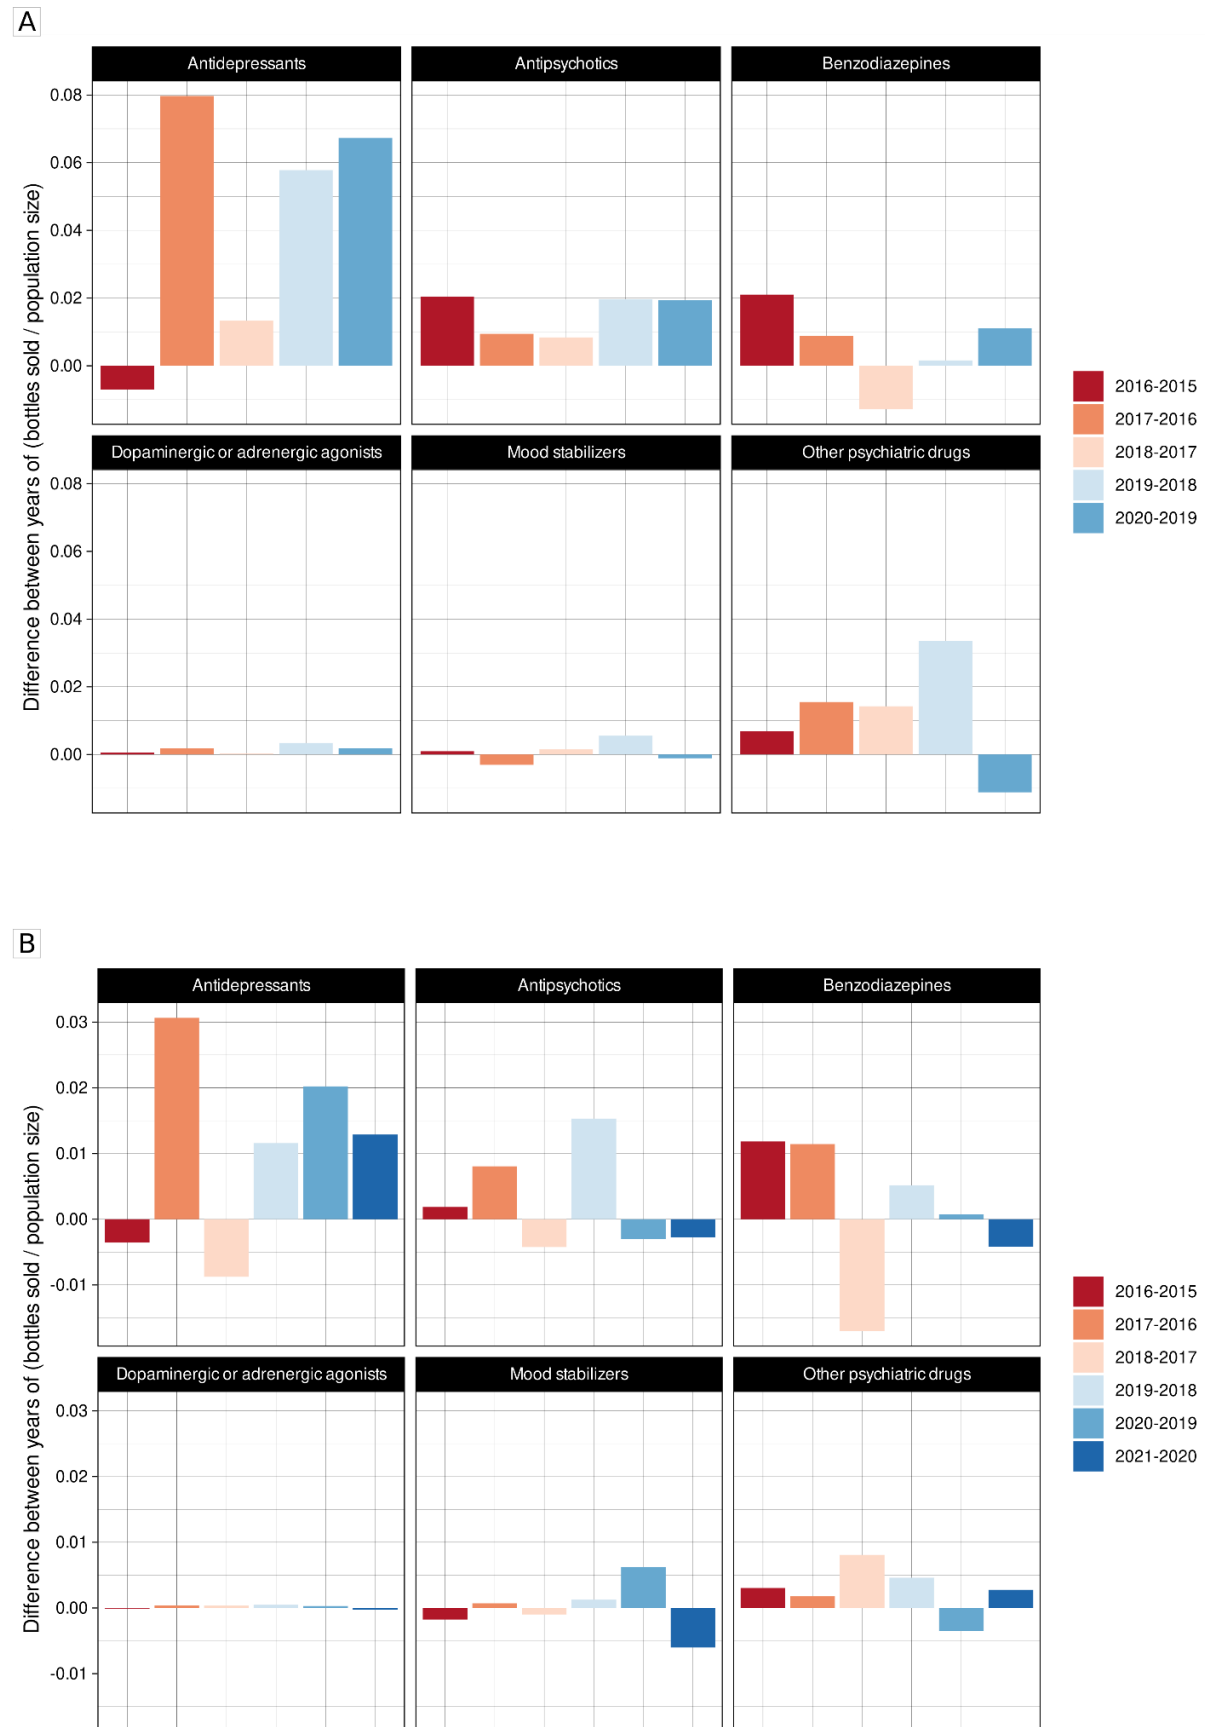 A
Antidepressants
Antipsychotics
Benzodiazepines
0.08
0.06
0.04
0.02
0.00
Dopaminergic or adrenergic agonists
Mood stabilizers
Other psychiatric drugs
0.08
0.06
0.04
0.02
0.00
Difference between years of (bottles sold / population size)
2016-2015
2017-2016
2018-2017
2019-2018
2020-2019
B
Antidepressants
Antipsychotics
Benzodiazepines
0.03
0.02
0.01
0.00
-0.01
Dopaminergic or adrenergic agonists
Mood stabilizers
Other psychiatric drugs
0.03
0.02
0.01
0.00
-0.01
Difference between years of (bottles sold / population size)
2016-2015
2017-2016
2018-2017
2019-2018
2020-2019
2021-2020